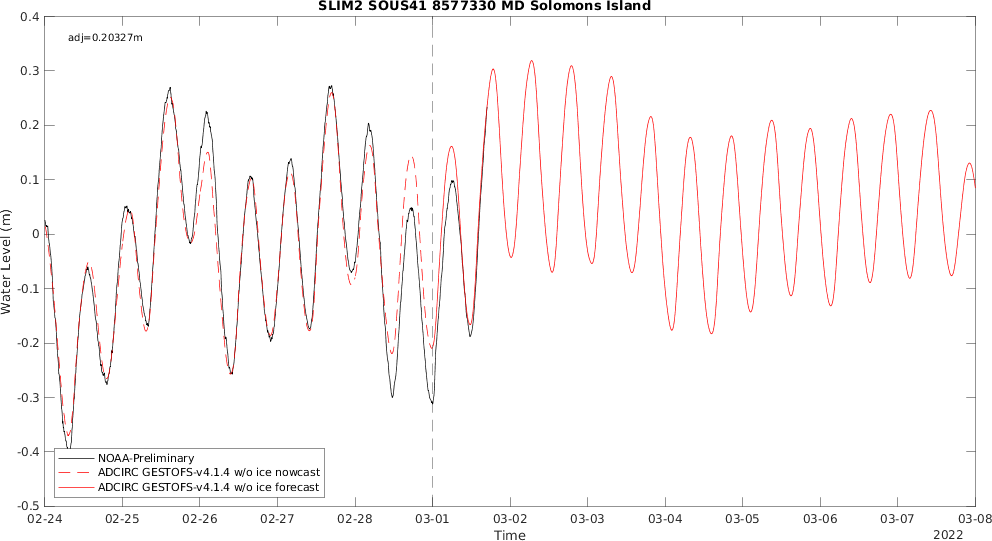 SLIM2 SOUS41 8577330 MD Solomons Island
adj=0.20327m
0.4
0.3
0.2
0.1
0
-0.1
-0.2
-0.3
-0.4
-0.5
Water Level (m)
NOAA-Preliminary
ADCIRC GESTOFS-v4.1.4 w/o ice nowcast
ADCIRC GESTOFS-v4.1.4 w/o ice forecast
02-24 02-25 02-26 02-27 02-28 03-01 03-02 03-03 03-04 03-05 03-06 03-07 03-08
Time
2022